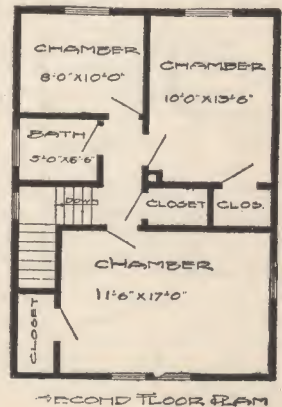 CHAMBER
8'-0"X10'-0"
CHAMBER
10'-0"X13'-6"
BATH
5'-0"X6'-6"
DOWN
CLOSET
CLOS.
CHAMBER
11'-6"X17'-0"
CLOSET
SECOND FLOOR PLAN